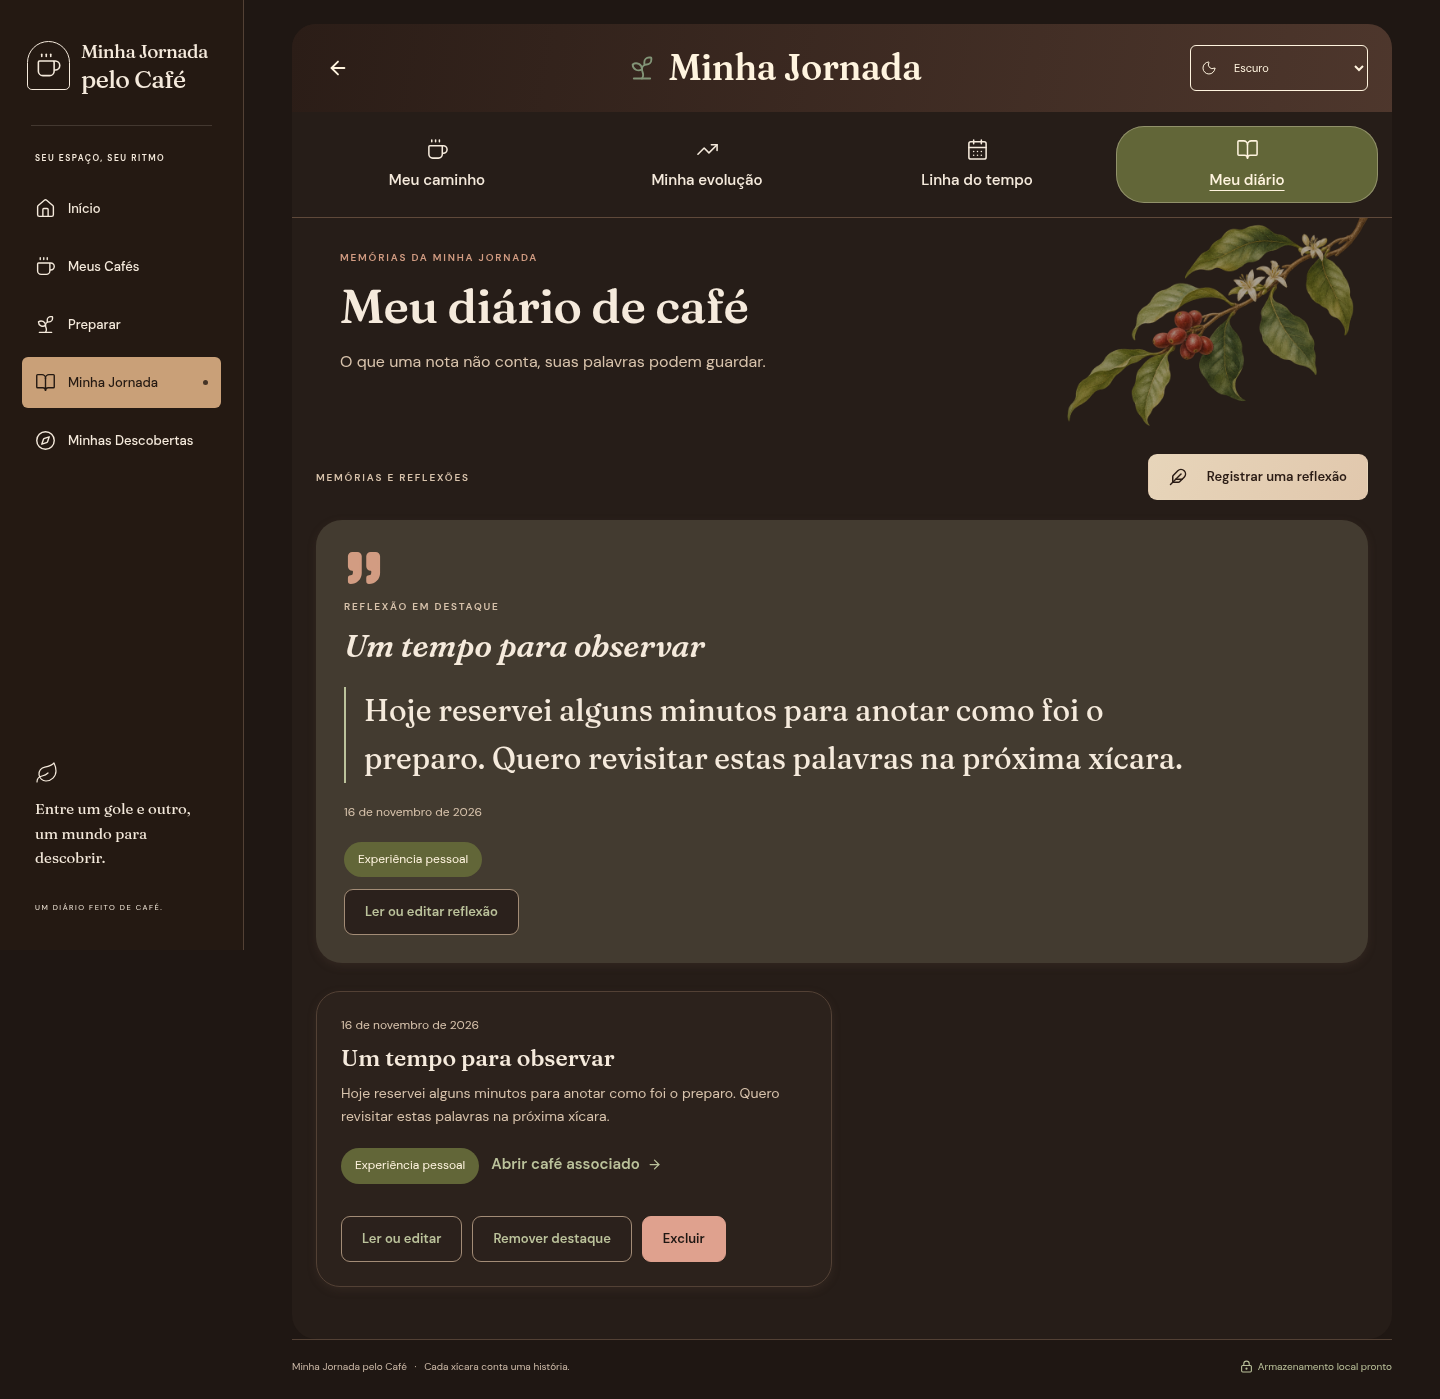 Minha Jornada
pelo Café
SEU ESPAÇO, SEU RITMO
Início
Meus Cafés
Preparar
Minha Jornada
Minhas Descobertas
Entre um gole e outro,
um mundo para
descobrir.
UM DIÁRIO FEITO DE CAFÉ.
Minha Jornada
Escuro
Meu caminho
Minha evolução
Linha do tempo
Meu diário
MEMÓRIAS DA MINHA JORNADA
Meu diário de café
O que uma nota não conta, suas palavras podem guardar.
MEMÓRIAS E REFLEXÕES
Registrar uma reflexão
REFLEXÃO EM DESTAQUE
Um tempo para observar
Hoje reservei alguns minutos para anotar como foi o
preparo. Quero revisitar estas palavras na próxima xícara.
16 de novembro de 2026
Experiência pessoal
Ler ou editar reflexão
16 de novembro de 2026
Um tempo para observar
Hoje reservei alguns minutos para anotar como foi o preparo. Quero
revisitar estas palavras na próxima xícara.
Experiência pessoal
Abrir café associado
Ler ou editar
Remover destaque
Excluir
Minha Jornada pelo Café · Cada xícara conta uma história.
Armazenamento local pronto